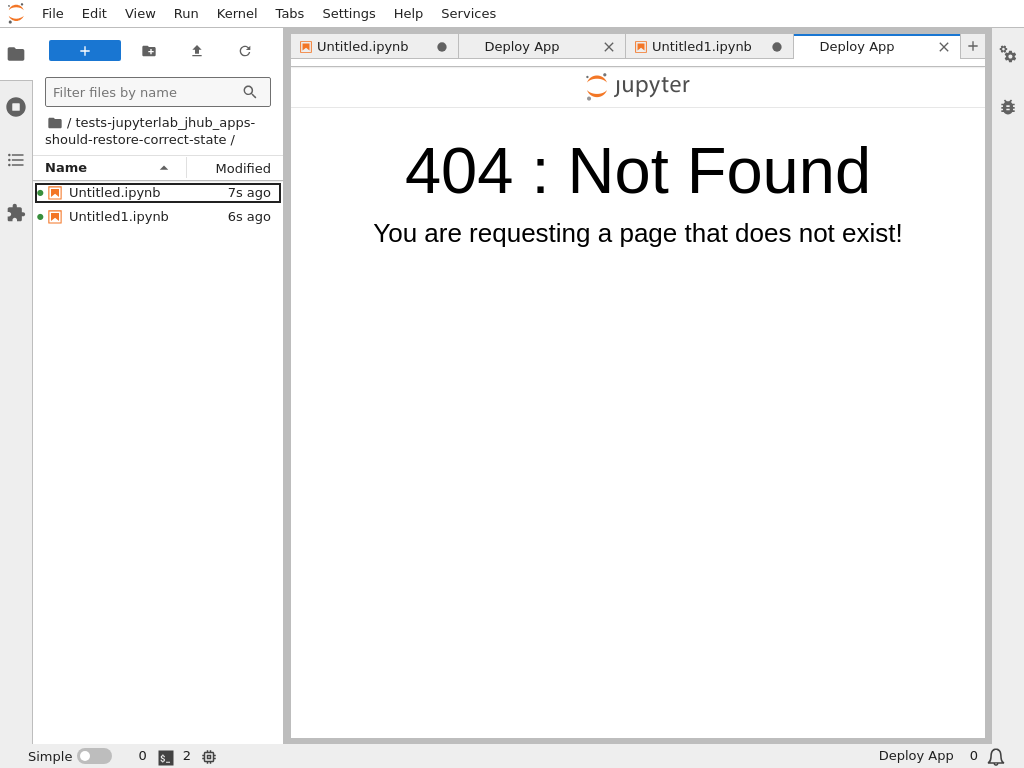 File Edit View Run Kernel Tabs Settings Help Services
Untitled.ipynb Deploy App Untitled1.ipynb Deploy App
Filter files by name
/ tests-jupyterlab_jhub_apps-
should-restore-correct-state /
Name Modified
Untitled.ipynb 7s ago
Untitled1.ipynb 6s ago
jupyter
404 : Not Found
You are requesting a page that does not exist!
Simple 0 $_ 2 Deploy App 0